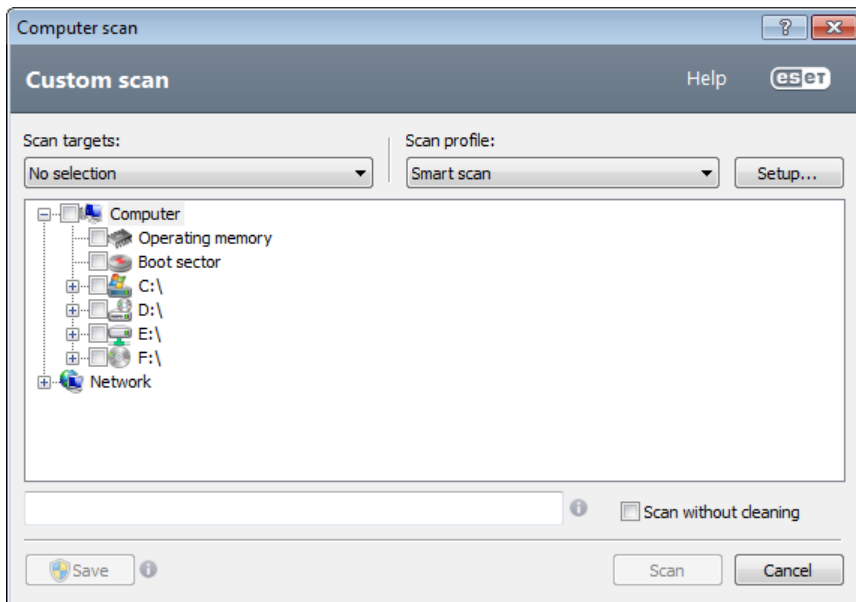 Computer scan
Custom scan
Help
eseT
Scan targets:
Scan profile:
No selection
Smart scan
Setup...
Computer
Operating memory
Boot sector
C:\
D:\
E:\
F:\
Network
Scan without cleaning
Save
Scan
Cancel